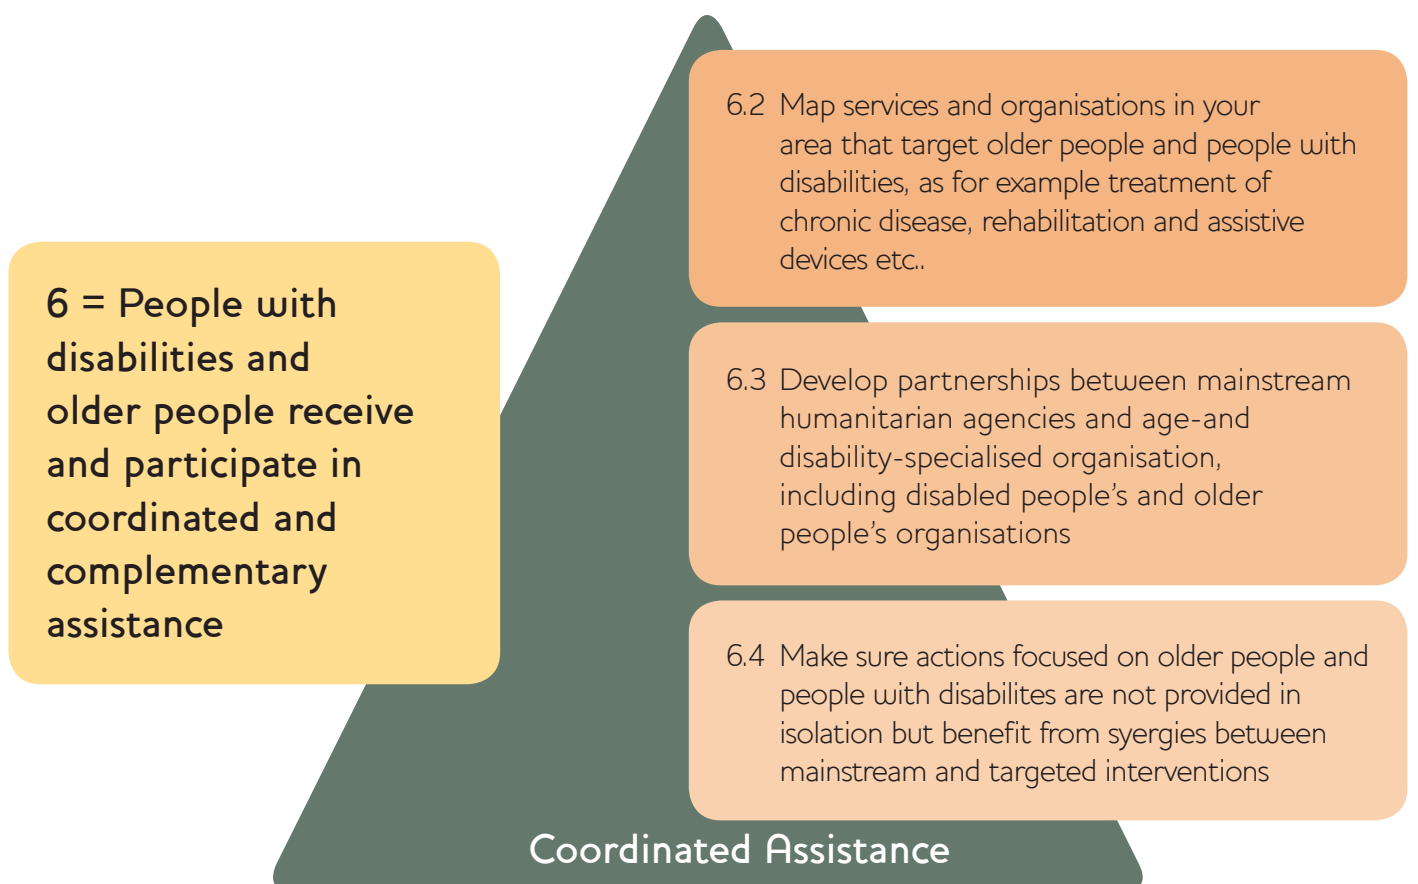 6 = People with
disabilities and
older people receive
and participate in
coordinated and
complementary
assistance
6.2 Map services and organisations in your
area that target older people and people with
disabilities, as for example treatment of
chronic disease, rehabilitation and assistive
devices etc..
6.3 Develop partnerships between mainstream
humanitarian agencies and age-and
disability-specialised organisation,
including disabled people’s and older
people’s organisations
6.4 Make sure actions focused on older people and
people with disabilites are not provided in
isolation but benefit from syergies between
mainstream and targeted interventions
Coordinated Assistance